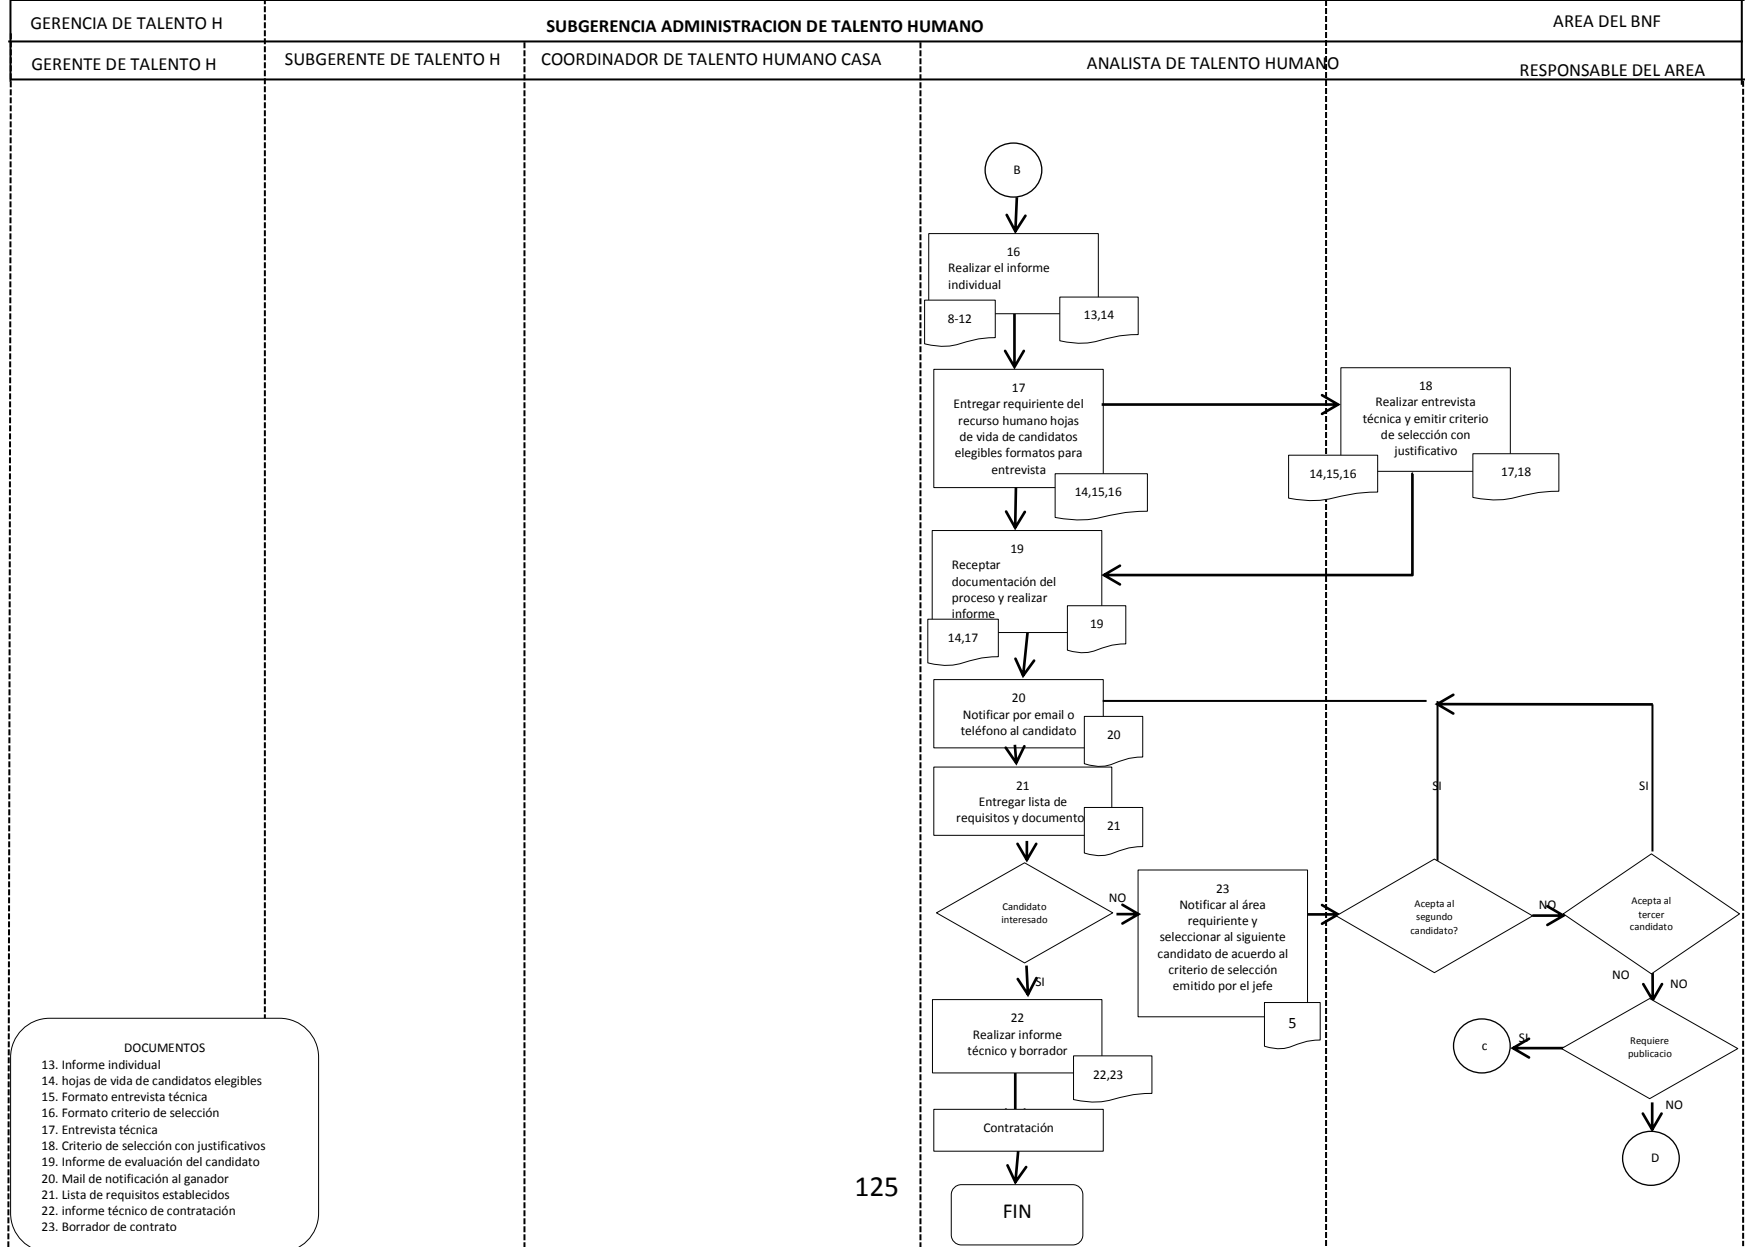 GERENCIA DE TALENTO H
SUBGERENCIA ADMINISTRACION DE TALENTO HUMANO
AREA DEL BNF
GERENTE DE TALENTO H
SUBGERENTE DE TALENTO H
COORDINADOR DE TALENTO HUMANO CASA
ANALISTA DE TALENTO HUMANO
RESPONSABLE DEL AREA
B
16
Realizar el informe
individual
8-12
13,14
17
Entregar requiriente del
recurso humano hojas
de vida de candidatos
elegibles formatos para
entrevista
14,15,16
18
Realizar entrevista
técnica y emitir criterio
de selección con
justificativo
14,15,16
17,18
19
Receptar
documentación del
proceso y realizar
informe
14,17
19
20
Notificar por email o
teléfono al candidato
20
21
Entregar lista de
requisitos y documento
21
SI
SI
Candidato
interesado
NO
SI
23
Notificar al área
requiriente y
seleccionar al siguiente
candidato de acuerdo al
criterio de selección
emitido por el jefe
5
Acepta al
segundo
candidato?
NO
Acepta al
tercer
candidato
NO
NO
22
Realizar informe
técnico y borrador
22,23
Requiere
publicacio
SI
c
NO
D
Contratación
FIN
DOCUMENTOS
13. Informe individual
14. hojas de vida de candidatos elegibles
15. Formato entrevista técnica
16. Formato criterio de selección
17. Entrevista técnica
18. Criterio de selección con justificativos
19. Informe de evaluación del candidato
20. Mail de notificación al ganador
21. Lista de requisitos establecidos
22. informe técnico de contratación
23. Borrador de contrato
125